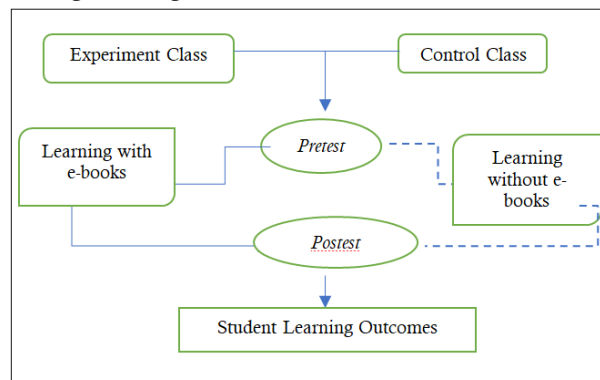 Experiment Class
Control Class
Pretest
Learning with
e-books
Learning
without e-
books
Postest
Student Learning Outcomes